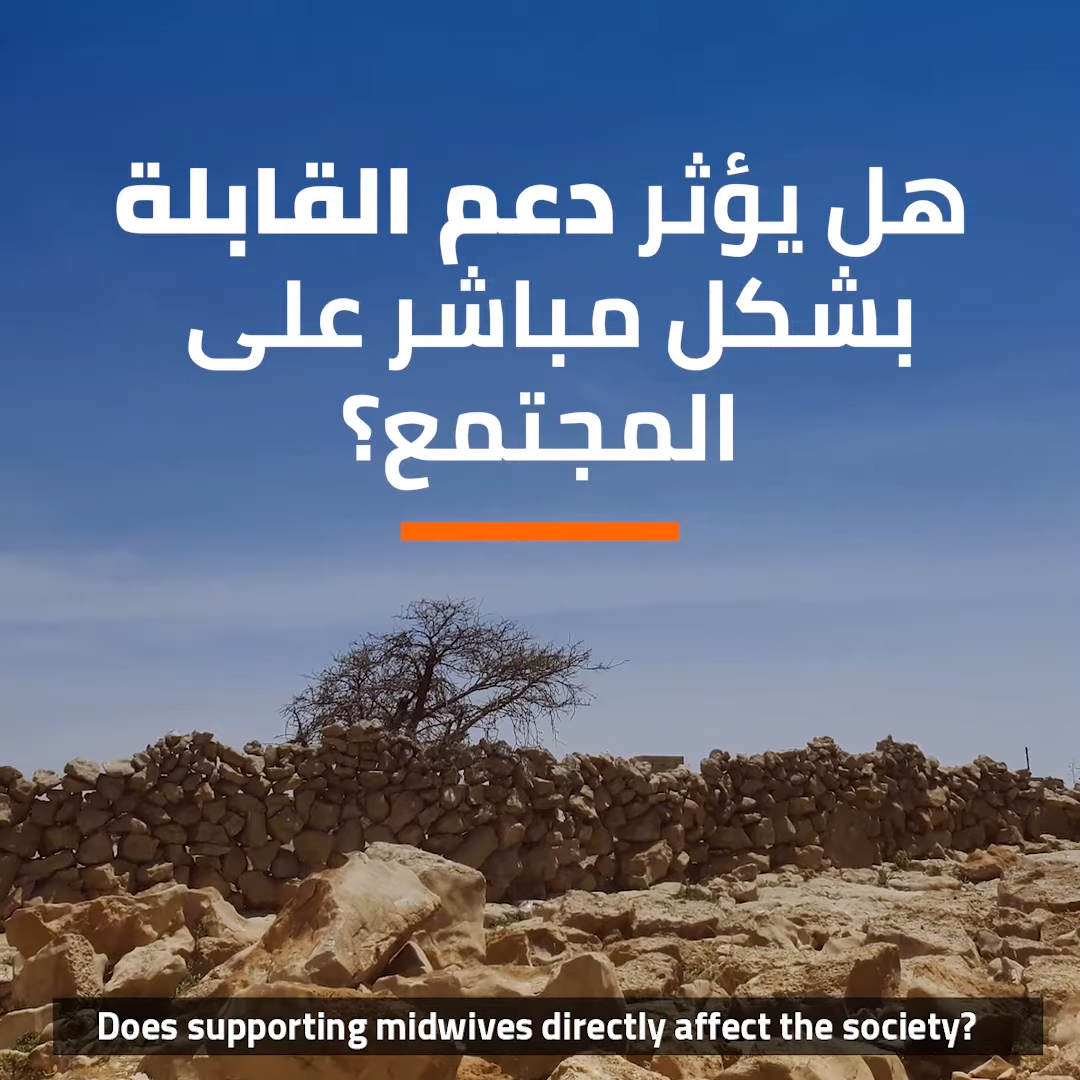 هل يؤثر دعم القابلة
بشكل مباشر على
المجتمع؟
Does supporting midwives directly affect the society?